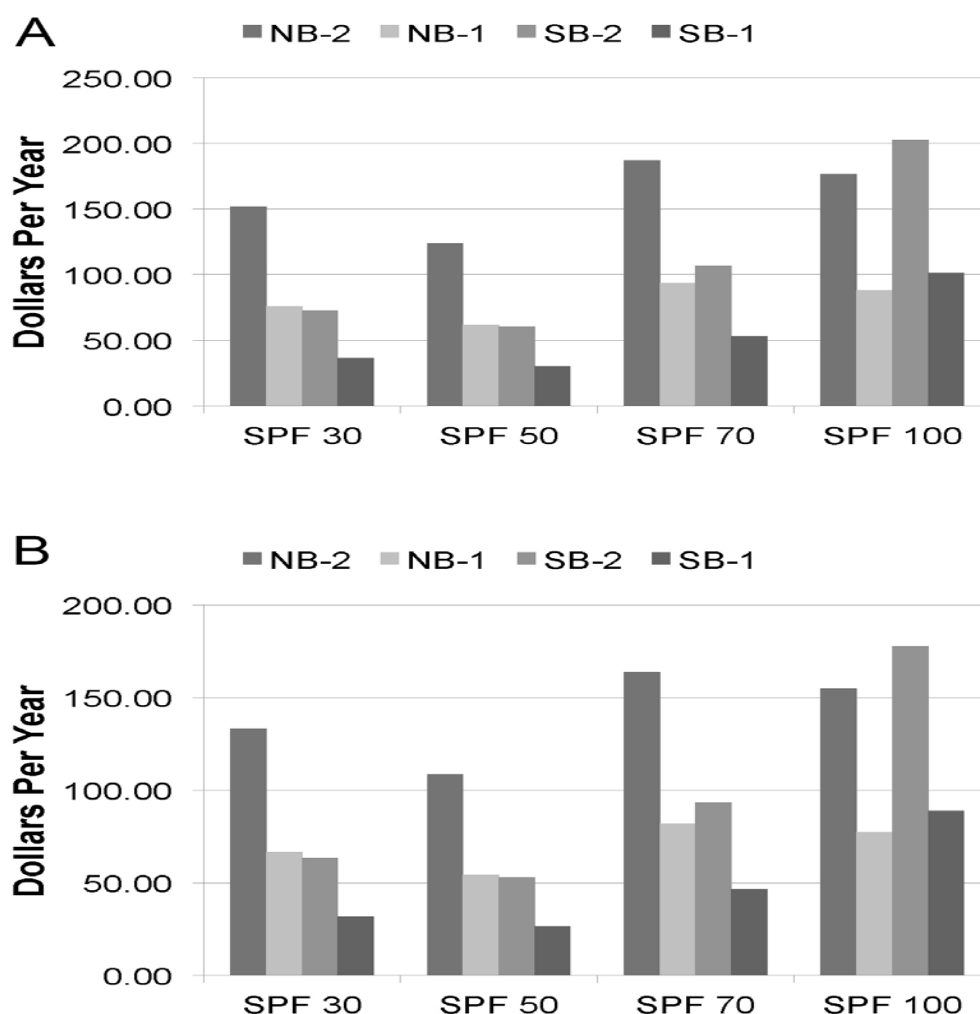 A
NB-2 NB-1 SB-2 SB-1
250.00
200.00
150.00
100.00
50.00
0.00
Dollars Per Year
SPF 30 SPF 50 SPF 70 SPF 100
B
NB-2 NB-1 SB-2 SB-1
200.00
150.00
100.00
50.00
0.00
Dollars Per Year
SPF 30 SPF 50 SPF 70 SPF 100